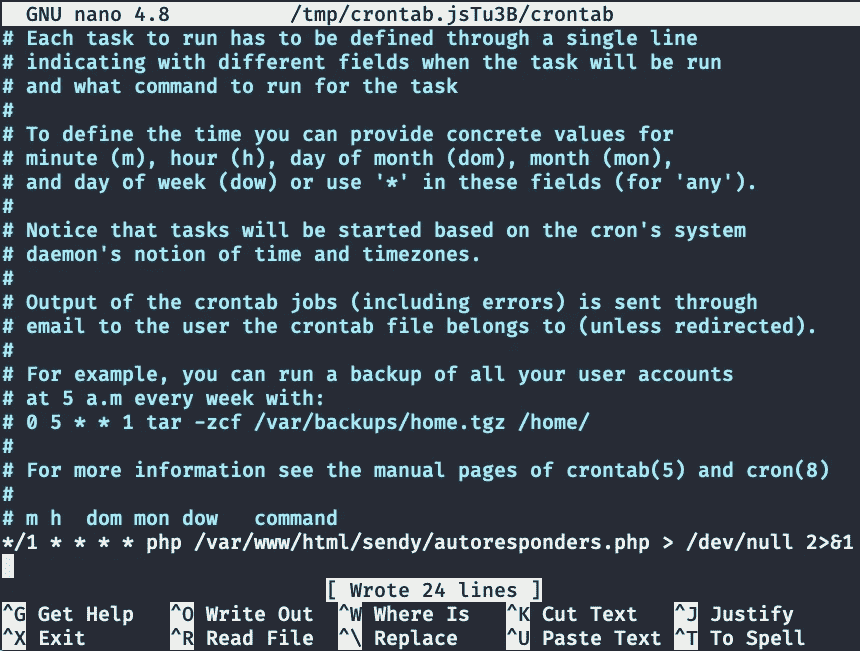 GNU nano 4.8 /tmp/crontab.jsTu3B/crontab
# Each task to run has to be defined through a single line
# indicating with different fields when the task will be run
# and what command to run for the task
#
# To define the time you can provide concrete values for
# minute (m), hour (h), day of month (dom), month (mon),
# and day of week (dow) or use '*' in these fields (for 'any').
#
# Notice that tasks will be started based on the cron's system
# daemon's notion of time and timezones.
#
# Output of the crontab jobs (including errors) is sent through
# email to the user the crontab file belongs to (unless redirected).
#
# For example, you can run a backup of all your user accounts
# at 5 a.m every week with:
# 0 5 * * 1 tar -zcf /var/backups/home.tgz /home/
#
# For more information see the manual pages of crontab(5) and cron(8)
#
# m h  dom mon dow   command
*/1 * * * * php /var/www/html/sendy/autoresponders.php > /dev/null 2>&1
[ Wrote 24 lines ]
^G Get Help ^O Write Out ^W Where Is ^K Cut Text ^J Justify
^X Exit ^R Read File ^\ Replace ^U Paste Text ^T To Spell